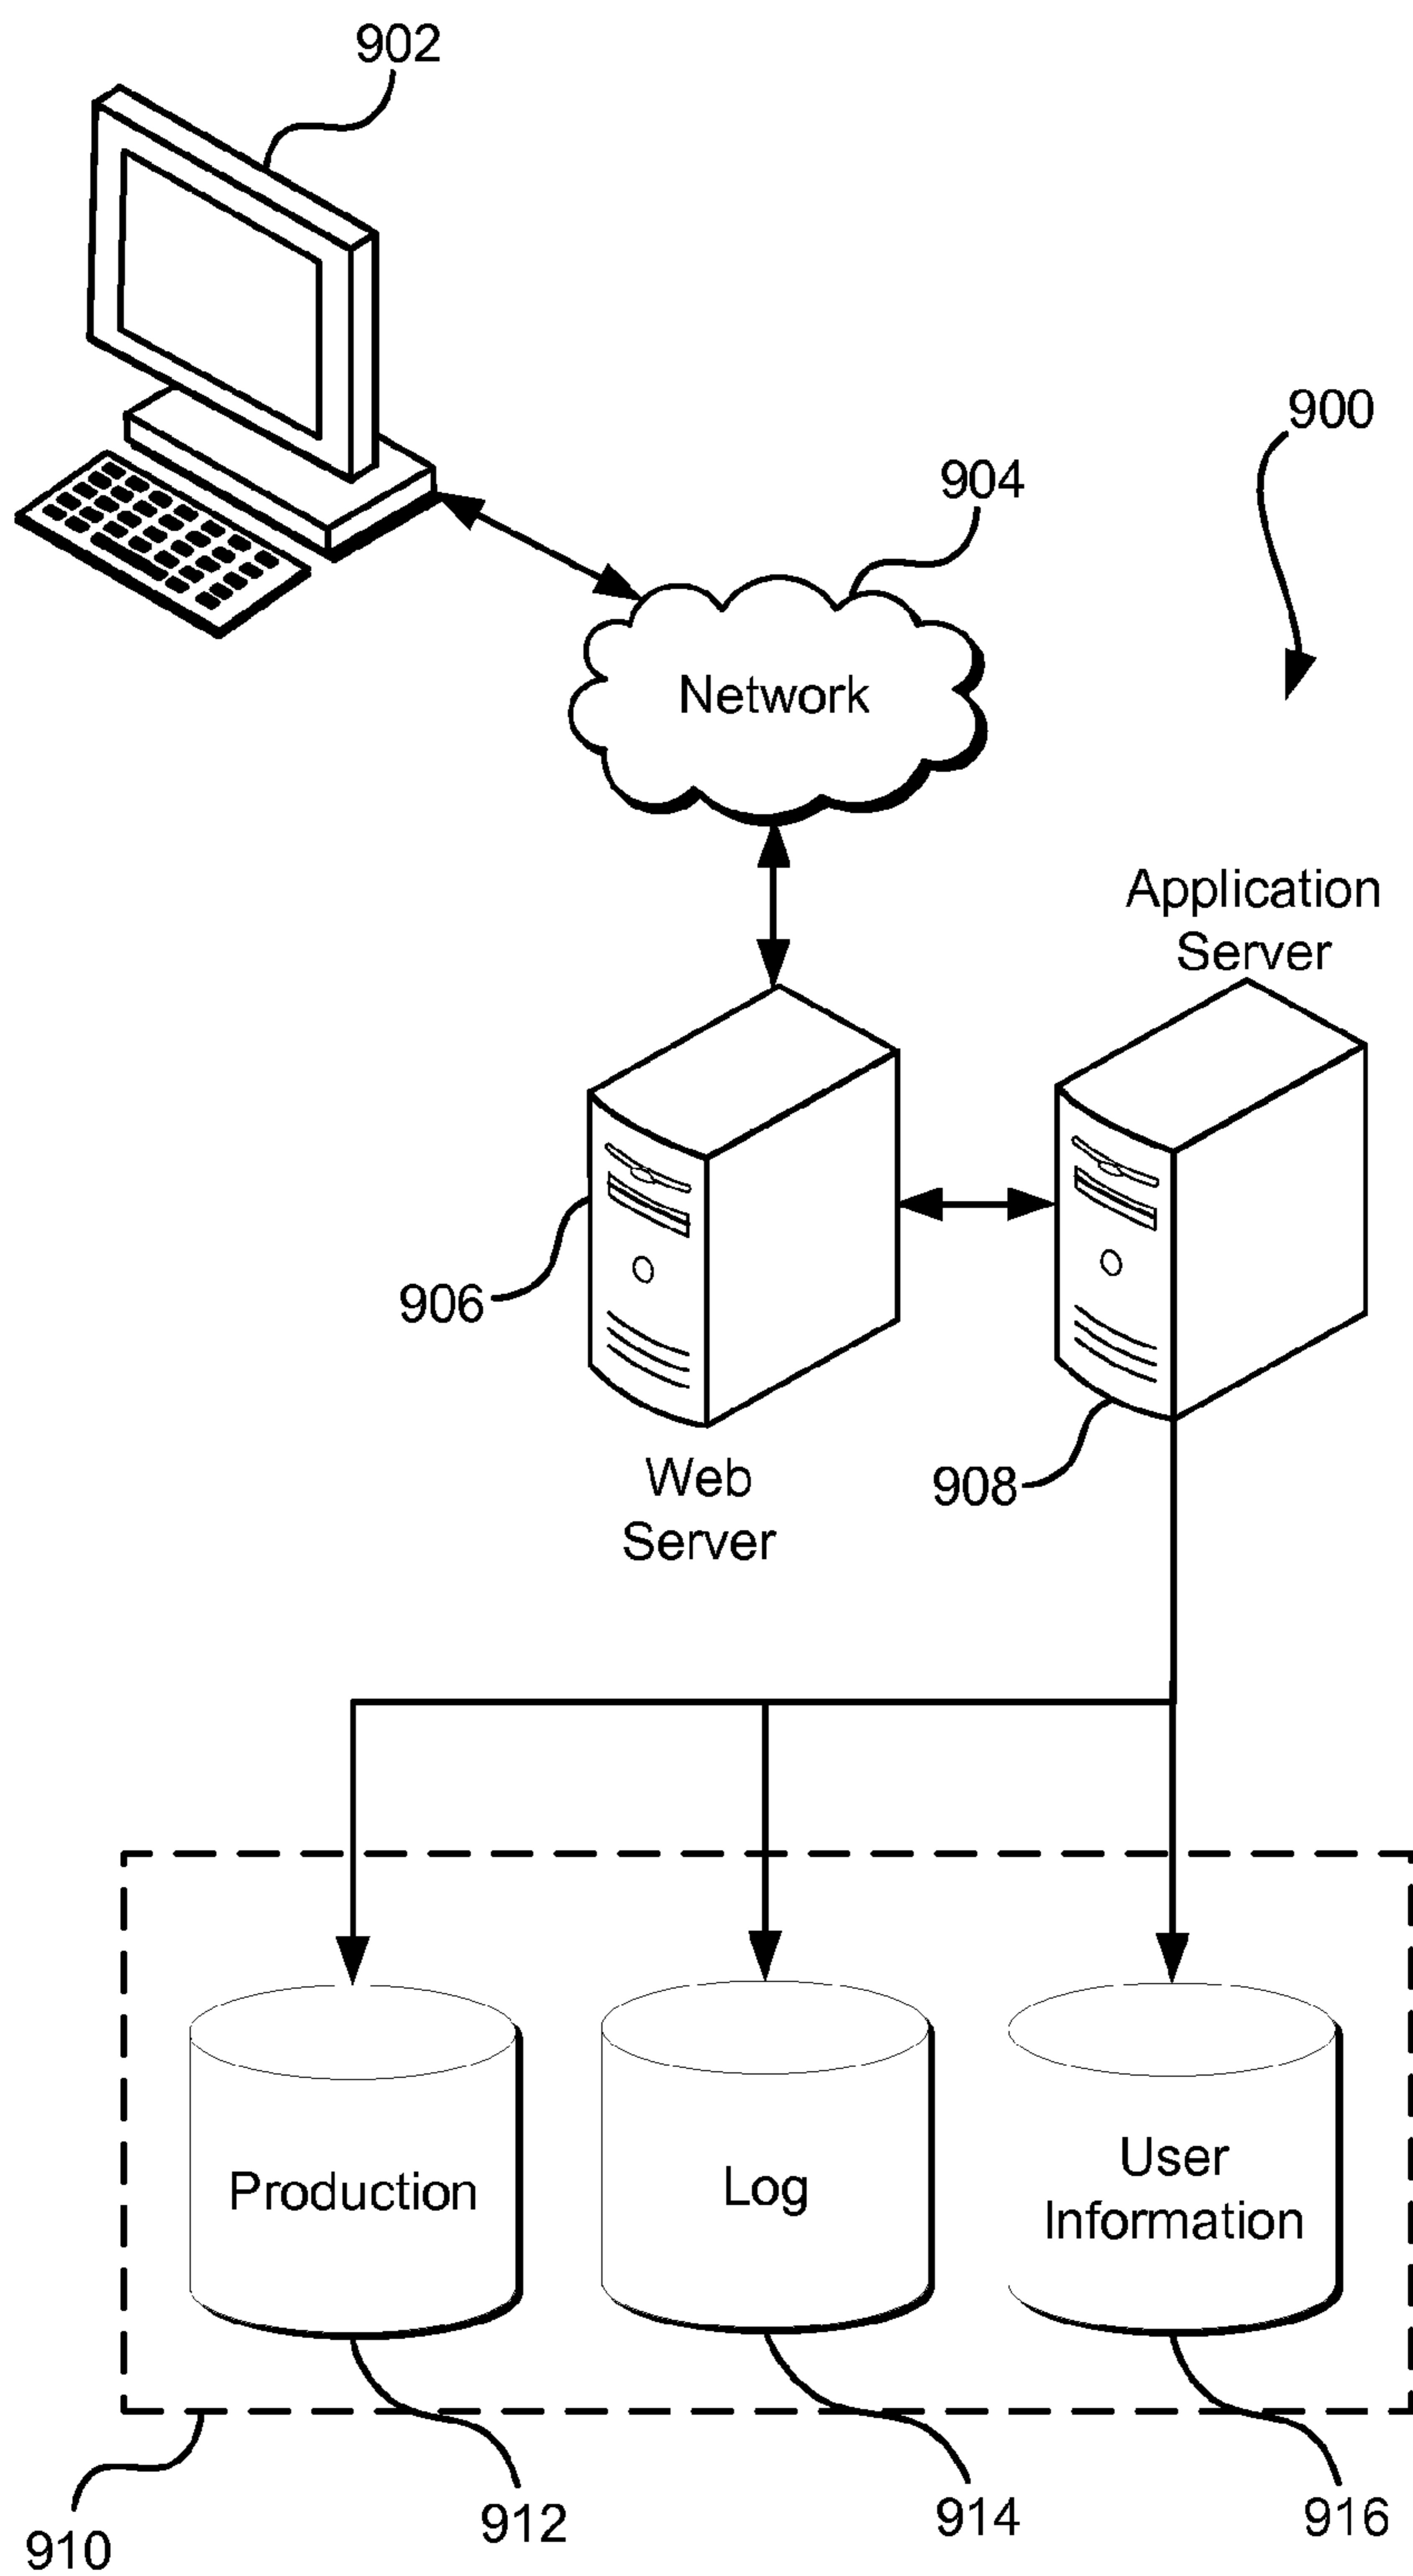 902
900
904
Network
Application
Server
906
908
Web
Server
Production
Log
User
Information
910
912
914
916